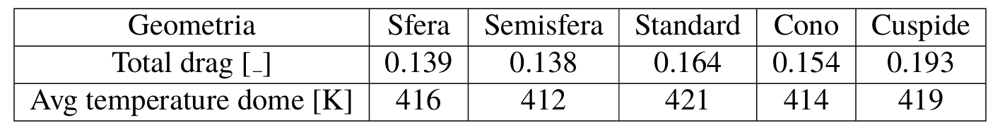 Geometria Sfera Semisfera Standard Cono Cuspide
Total drag [_] 0.139 0.138 0.164 0.154 0.193
Avg temperature dome [K] 416 412 421 414 419